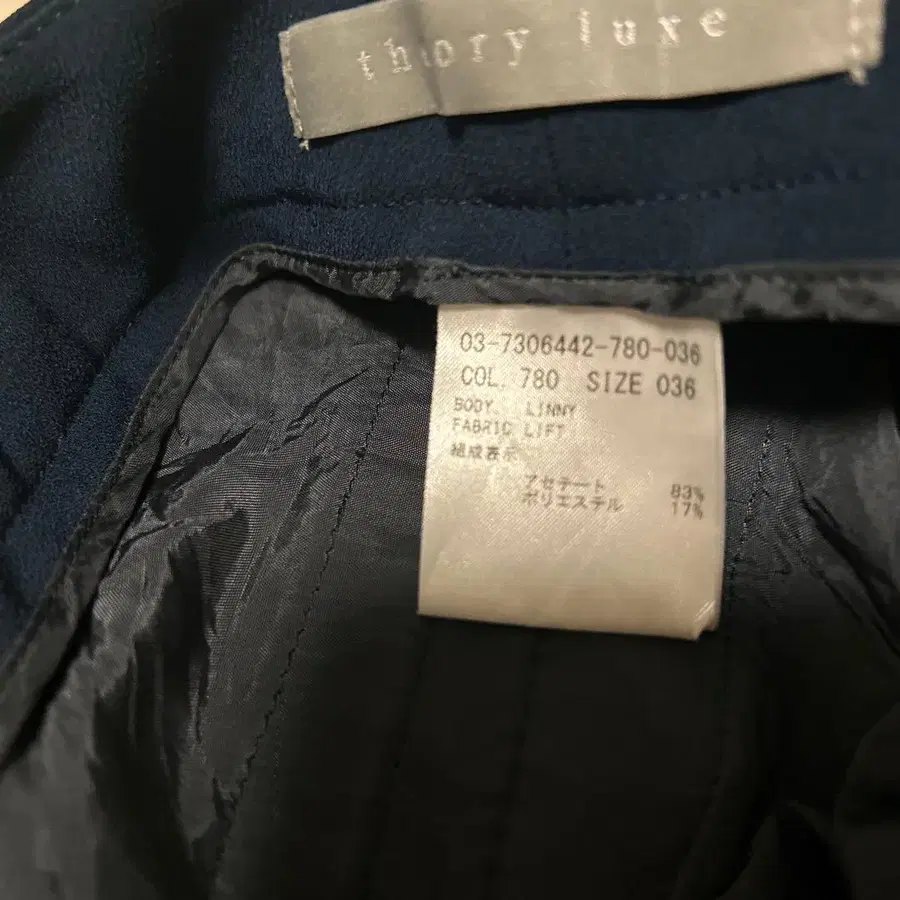 theory luxe
03-7306442-780-036
COL. 780 SIZE 036
BODY. LINNY
FABRIC LIFT
組成表示
アセテート 83%
ポリエステル 17%